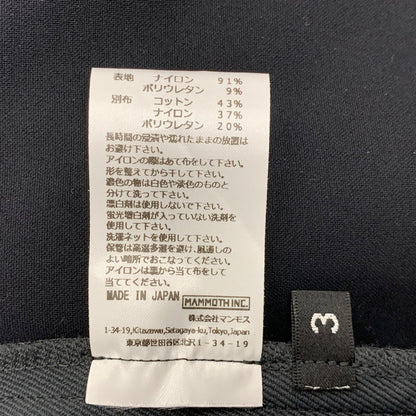 表地 ナイロン 91%
ポリウレタン 9%
別布 コットン 43%
ナイロン 37%
ポリウレタン 20%
長時間の浸漬や濡れたままの放置は
お避け下さい。
アイロンの際はあて布をして下さい。
形を整えてから干して下さい。
濃色の物は白色や淡色のものと
分けて洗って下さい。
漂白剤は使用しないで下さい。
蛍光増白剤が入っていない洗剤を
使用して下さい。
洗濯ネットを使用して下さい。
保管は高温多湿を避け、風通しの
よい暗所でおこなって下さい。
アイロンは裏から当て布をして
当ててください。
MADE IN JAPAN MAMMOTH INC.
株式会社マンモス
1-34-19,Kitazawa,Setagaya-ku,Tokyo,Japan
東京都世田谷区北沢1-34-19
3